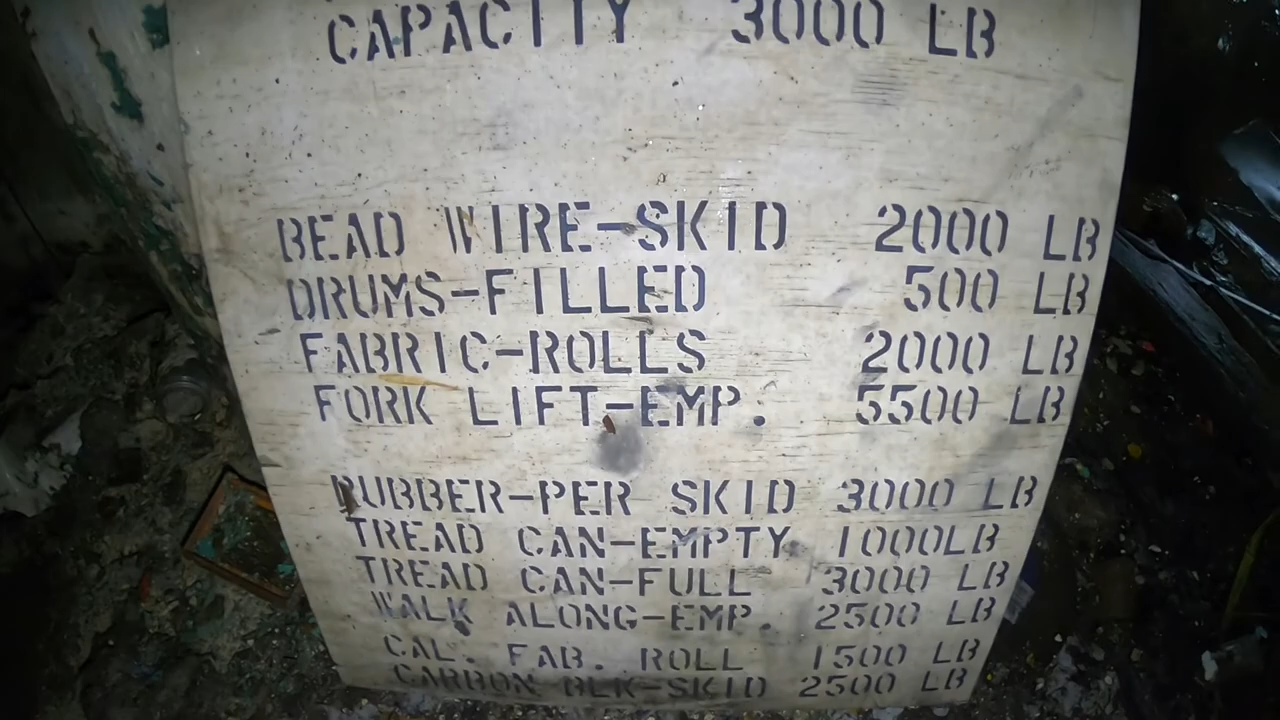 CAPACITY 3000 LB
BEAD WIRE-SKID 2000 LB
DRUMS-FILLED 500 LB
FABRIC-ROLLS 2000 LB
FORK LIFT-EMP. 5500 LB
RUBBER-PER SKID 3000 LB
TREAD CAN-EMPTY 1000LB
TREAD CAN-FULL 3000 LB
WALK ALONG-EMP. 2500 LB
CAL. FAB. ROLL 1500 LB
CARBON BLK-SKID 2500 LB